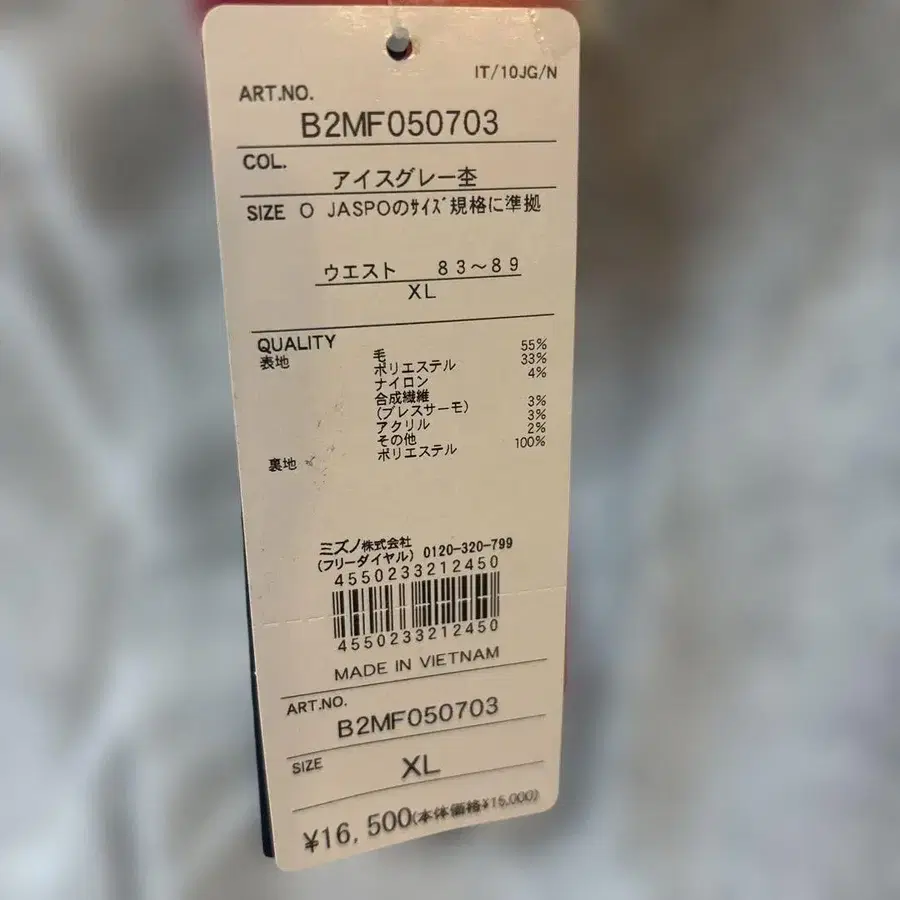 IT/10JG/N
ART.NO.
B2MF050703
COL.
アイスグレー杢
SIZE O JASPOのサイズ規格に準拠
ウエスト 83〜89
XL
QUALITY
表地 毛 55%
ポリエステル 33%
ナイロン 4%
合成繊維
(ブレスサーモ) 3%
アクリル 3%
その他 2%
裏地 ポリエステル 100%
ミズノ株式会社
(フリーダイヤル) 0120-320-799
4550233212450
4550233212450
MADE IN VIETNAM
ART.NO.
B2MF050703
SIZE XL
¥16,500(本体価格¥15,000)